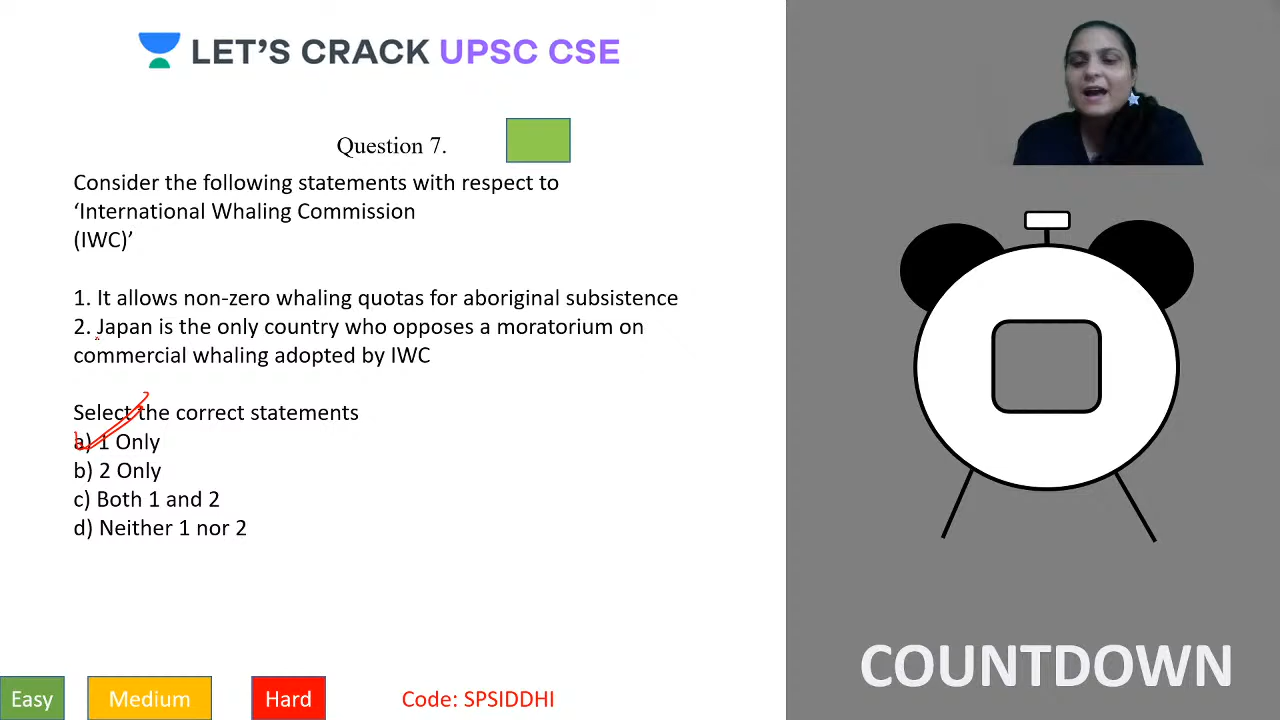 LET'S CRACK UPSC CSE
Question 7.
Consider the following statements with respect to
‘International Whaling Commission
(IWC)’
1. It allows non-zero whaling quotas for aboriginal subsistence
2. Japan is the only country who opposes a moratorium on
commercial whaling adopted by IWC
Select the correct statements
a) 1 Only
b) 2 Only
c) Both 1 and 2
d) Neither 1 nor 2
Easy
Medium
Hard
Code: SPSIDDHI
COUNTDOWN